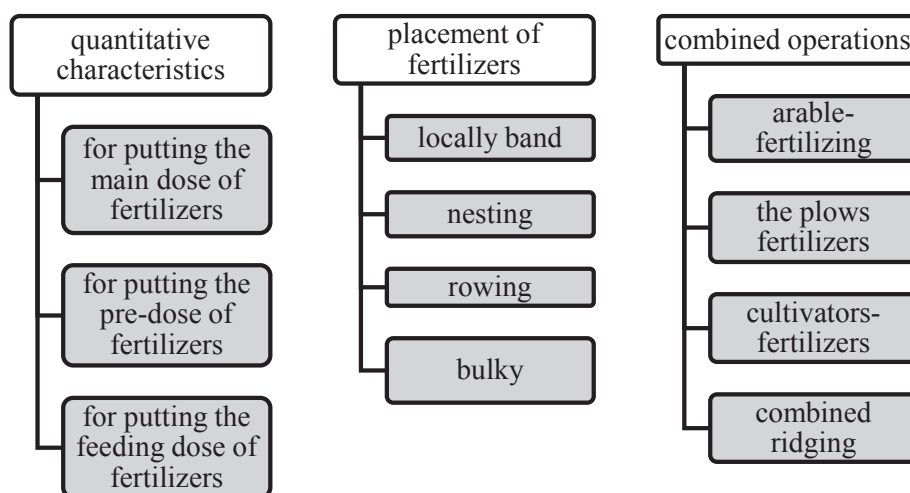 quantitative
characteristics
for putting the
main dose of
fertilizers
for putting the
pre-dose of
fertilizers
for putting the
feeding dose of
fertilizers
placement of
fertilizers
locally band
nesting
rowing
bulky
combined operations
arable-
fertilizing
the plows
fertilizers
cultivators-
fertilizers
combined
ridging